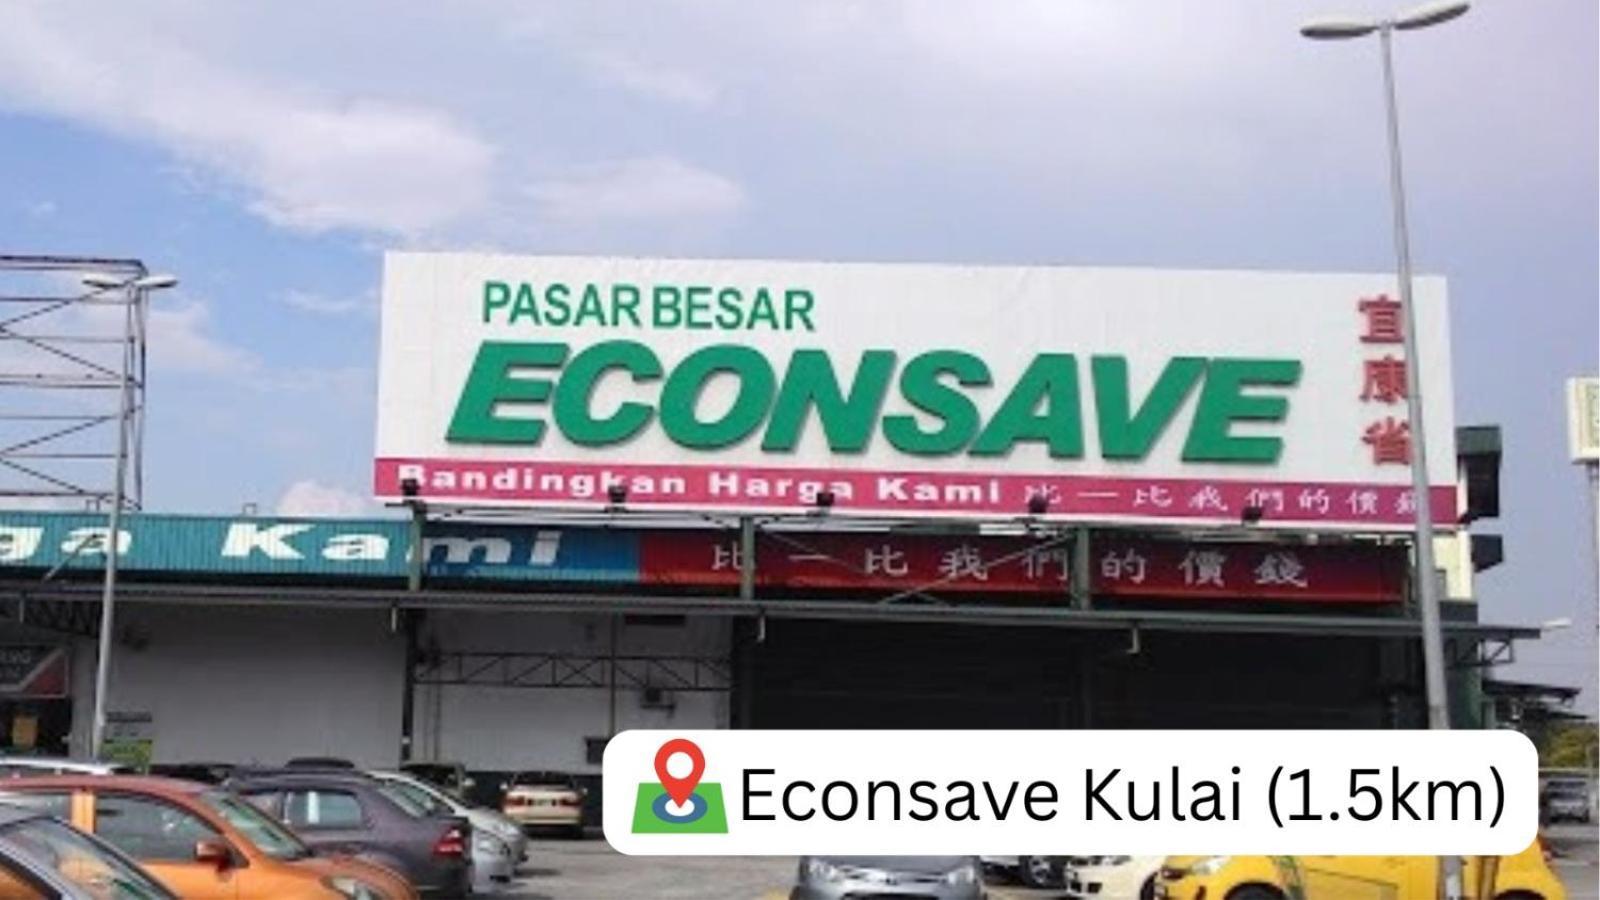 PASAR BESAR
ECONSAVE
宜康省
Bandingkan Harga Kami 比一比我們的價錢
ga Kami 比一比我們的價錢
Econsave Kulai (1.5km)